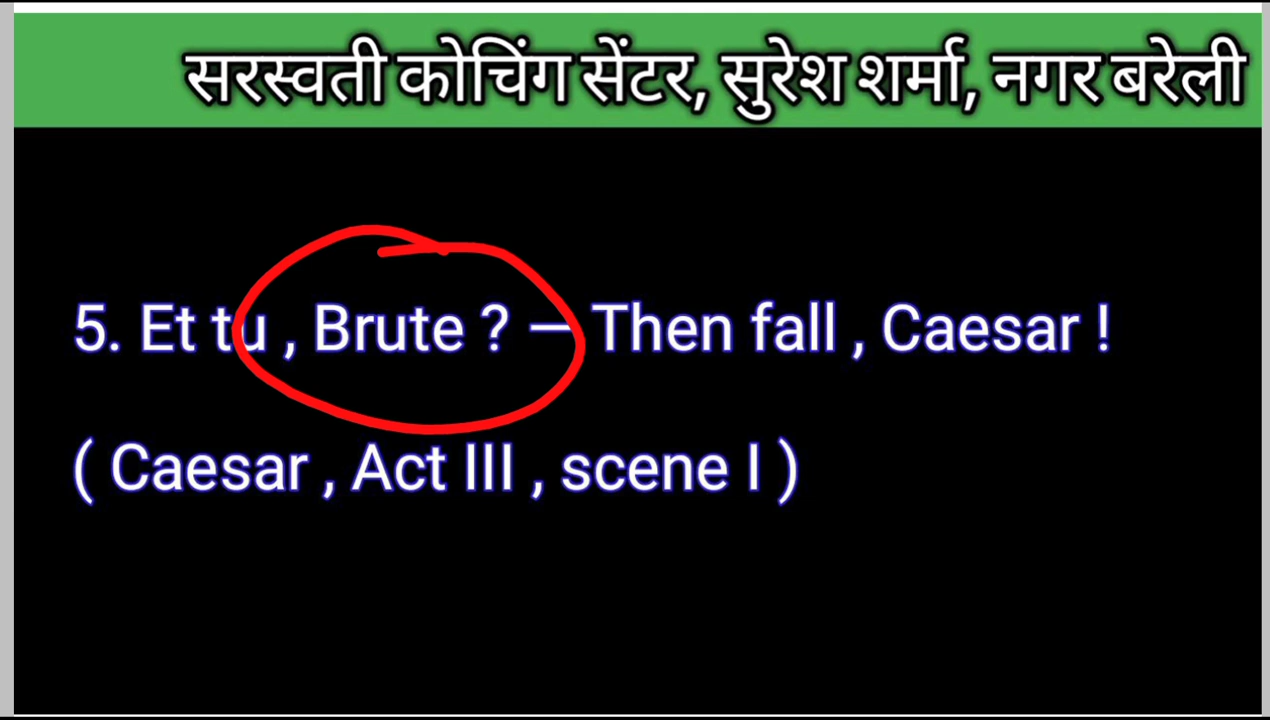 सरस्वती कोचिंग सेंटर, सुरेश शर्मा, नगर बरेली
5. Et tu , Brute ? — Then fall , Caesar !
( Caesar , Act III , scene I )